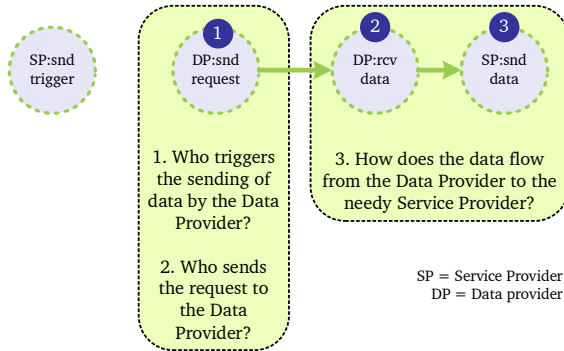 1
2
3
SP:snd
trigger
DP:snd
request
DP:rcv
data
SP:snd
data
1. Who triggers
the sending of
data by the Data
Provider?
2. Who sends
the request to
the Data
Provider?
3. How does the data flow
from the Data Provider to the
needy Service Provider?
SP = Service Provider
DP = Data provider